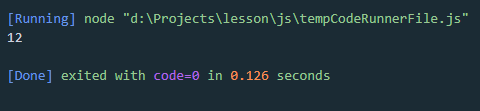 [Running] node "d:\Projects\lesson\js\tempCodeRunnerFile.js"
12
[Done] exited with code=0 in 0.126 seconds